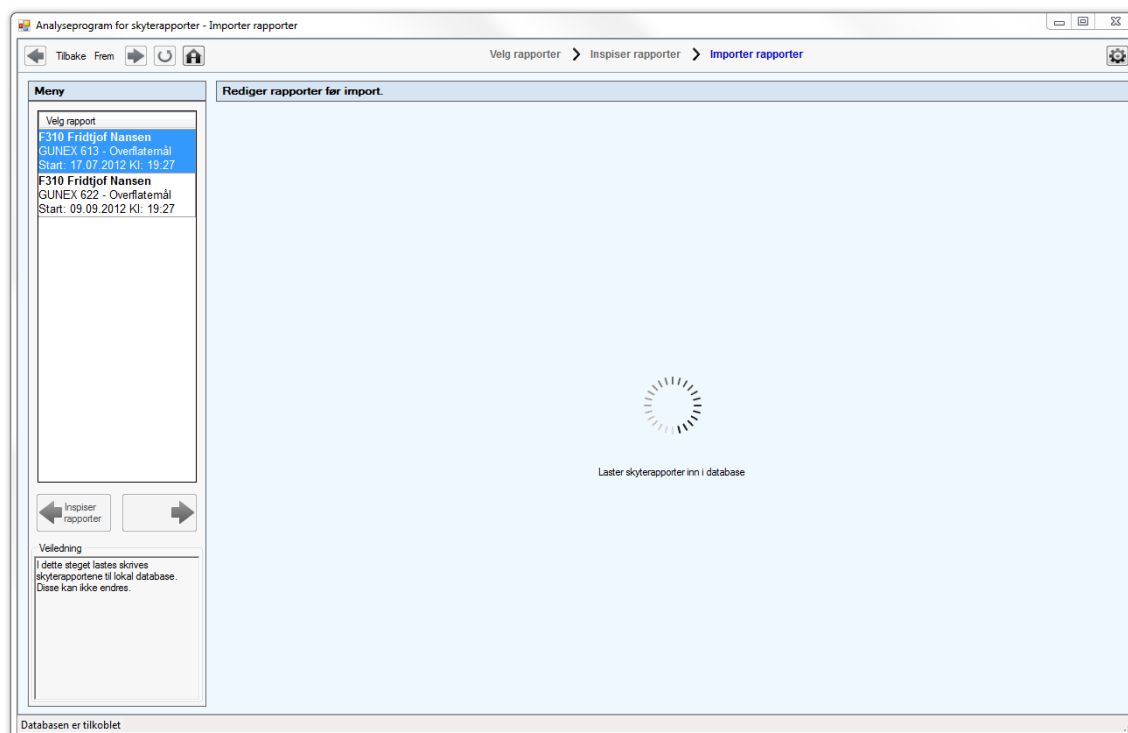 Analyseprogram for skyterapporter - Importer rapporter
Tilbake Frem
Velg rapporter Inspiser rapporter Importer rapporter
Meny
Rediger rapporter før import.
Velg rapport
F310 Fridtjof Nansen
GUNEX 613 - Overflatemål
Start: 17.07.2012 Kl: 19:27
F310 Fridtjof Nansen
GUNEX 622 - Overflatemål
Start: 09.09.2012 Kl: 19:27
Laster skyterapporter inn i database
Inspiser
rapporter
Veiledning
I dette steget lastes skrives
skyterapportene til lokal database.
Disse kan ikke endres.
Databasen er tilkoblet